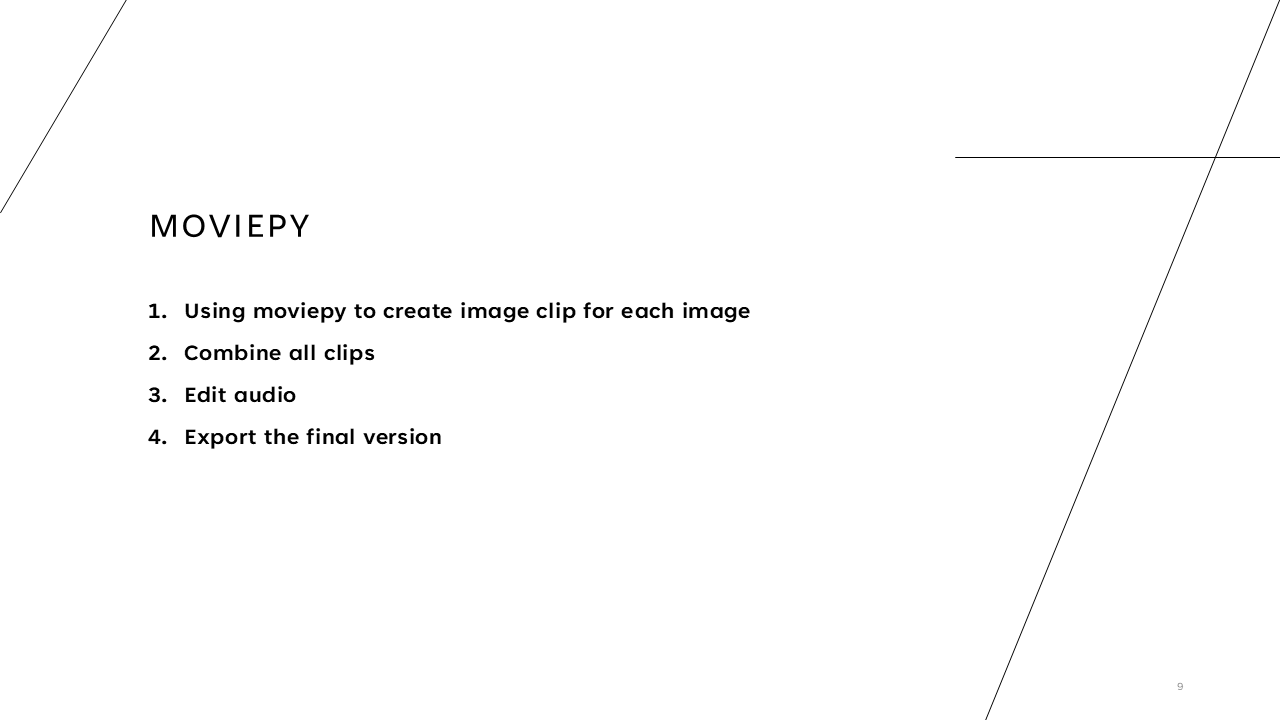 MOVIEPY
1. Using moviepy to create image clip for each image
2. Combine all clips
3. Edit audio
4. Export the final version
9